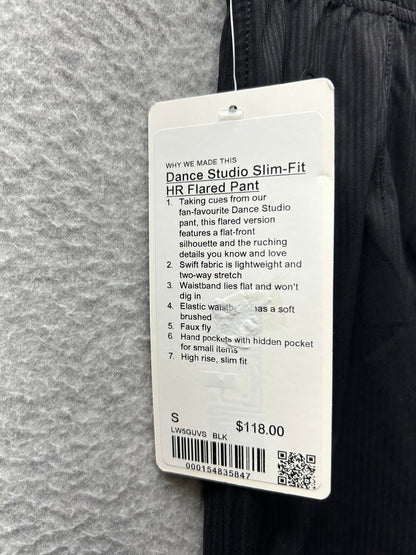 WHY WE MADE THIS
Dance Studio Slim-Fit
HR Flared Pant
1. Taking cues from our
fan-favourite Dance Studio
pant, this flared version
features a flat-front
silhouette and the ruching
details you know and love
2. Swift fabric is lightweight and
two-way stretch
3. Waistband lies flat and won't
dig in
4. Elastic has a soft
brushed
5. Faux fly
6. Hand pockets with hidden pocket
for small items
7. High rise, slim fit
S $118.00
LW5GUVS BLK
000154835847